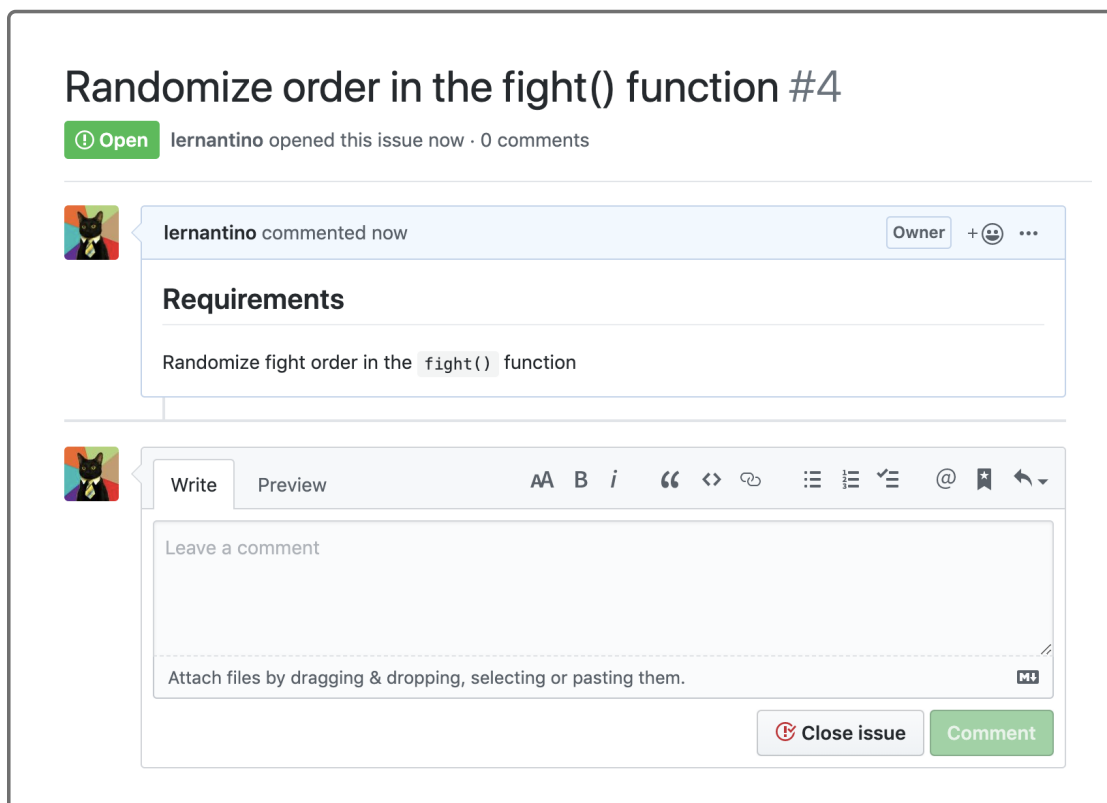 Randomize order in the fight() function #4
Open lernantino opened this issue now · 0 comments
lernantino commented now Owner
Requirements
Randomize fight order in the fight() function
Write Preview
Leave a comment
Attach files by dragging & dropping, selecting or pasting them.
Close issue Comment